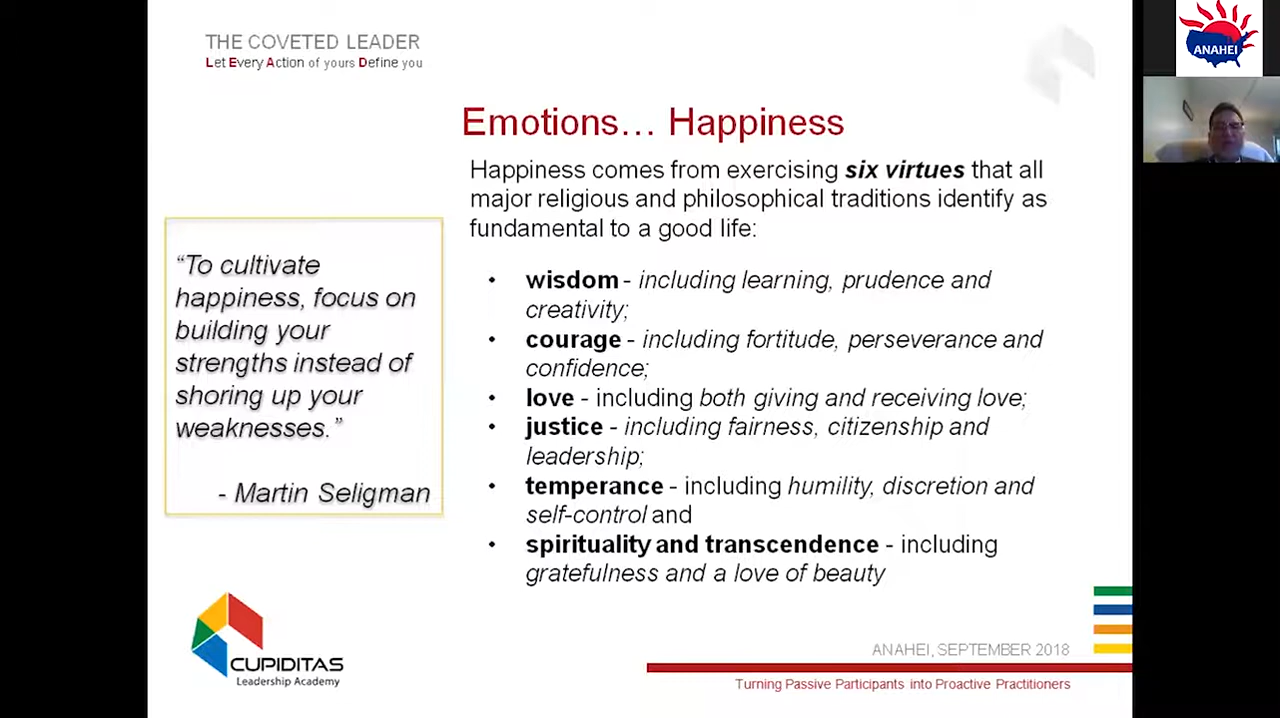 THE COVETED LEADER
Let Every Action of yours Define you
ANAHEI
Emotions… Happiness
Happiness comes from exercising six virtues that all
major religious and philosophical traditions identify as
fundamental to a good life:
“To cultivate
happiness, focus on
building your
strengths instead of
shoring up your
weaknesses.”
- Martin Seligman
• wisdom - including learning, prudence and
creativity;
• courage - including fortitude, perseverance and
confidence;
• love - including both giving and receiving love;
• justice - including fairness, citizenship and
leadership;
• temperance - including humility, discretion and
self-control and
• spirituality and transcendence - including
gratefulness and a love of beauty
CUPIDITAS
Leadership Academy
ANAHEI, SEPTEMBER 2018
Turning Passive Participants into Proactive Practitioners